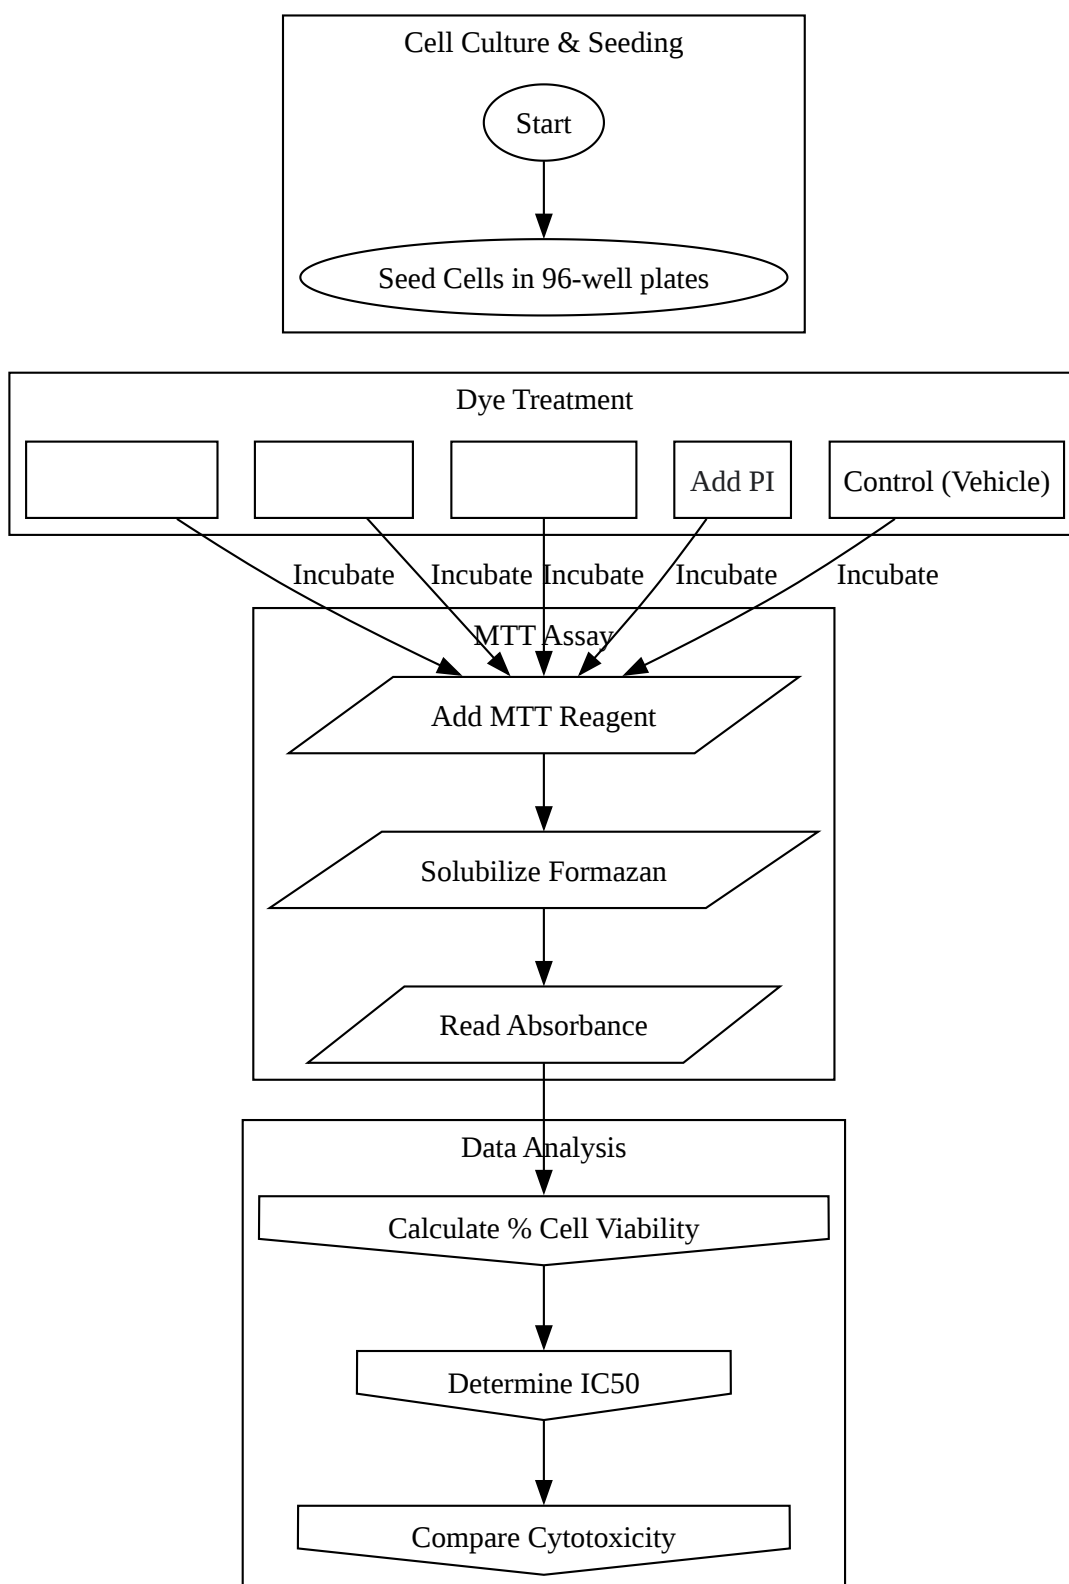 Cell Culture & Seeding
Start
Seed Cells in 96-well plates
Dye Treatment
Add PI
Control (Vehicle)
Incubate
Incubate
Incubate
Incubate
Incubate
MTT Assay
Add MTT Reagent
Solubilize Formazan
Read Absorbance
Data Analysis
Calculate % Cell Viability
Determine IC50
Compare Cytotoxicity